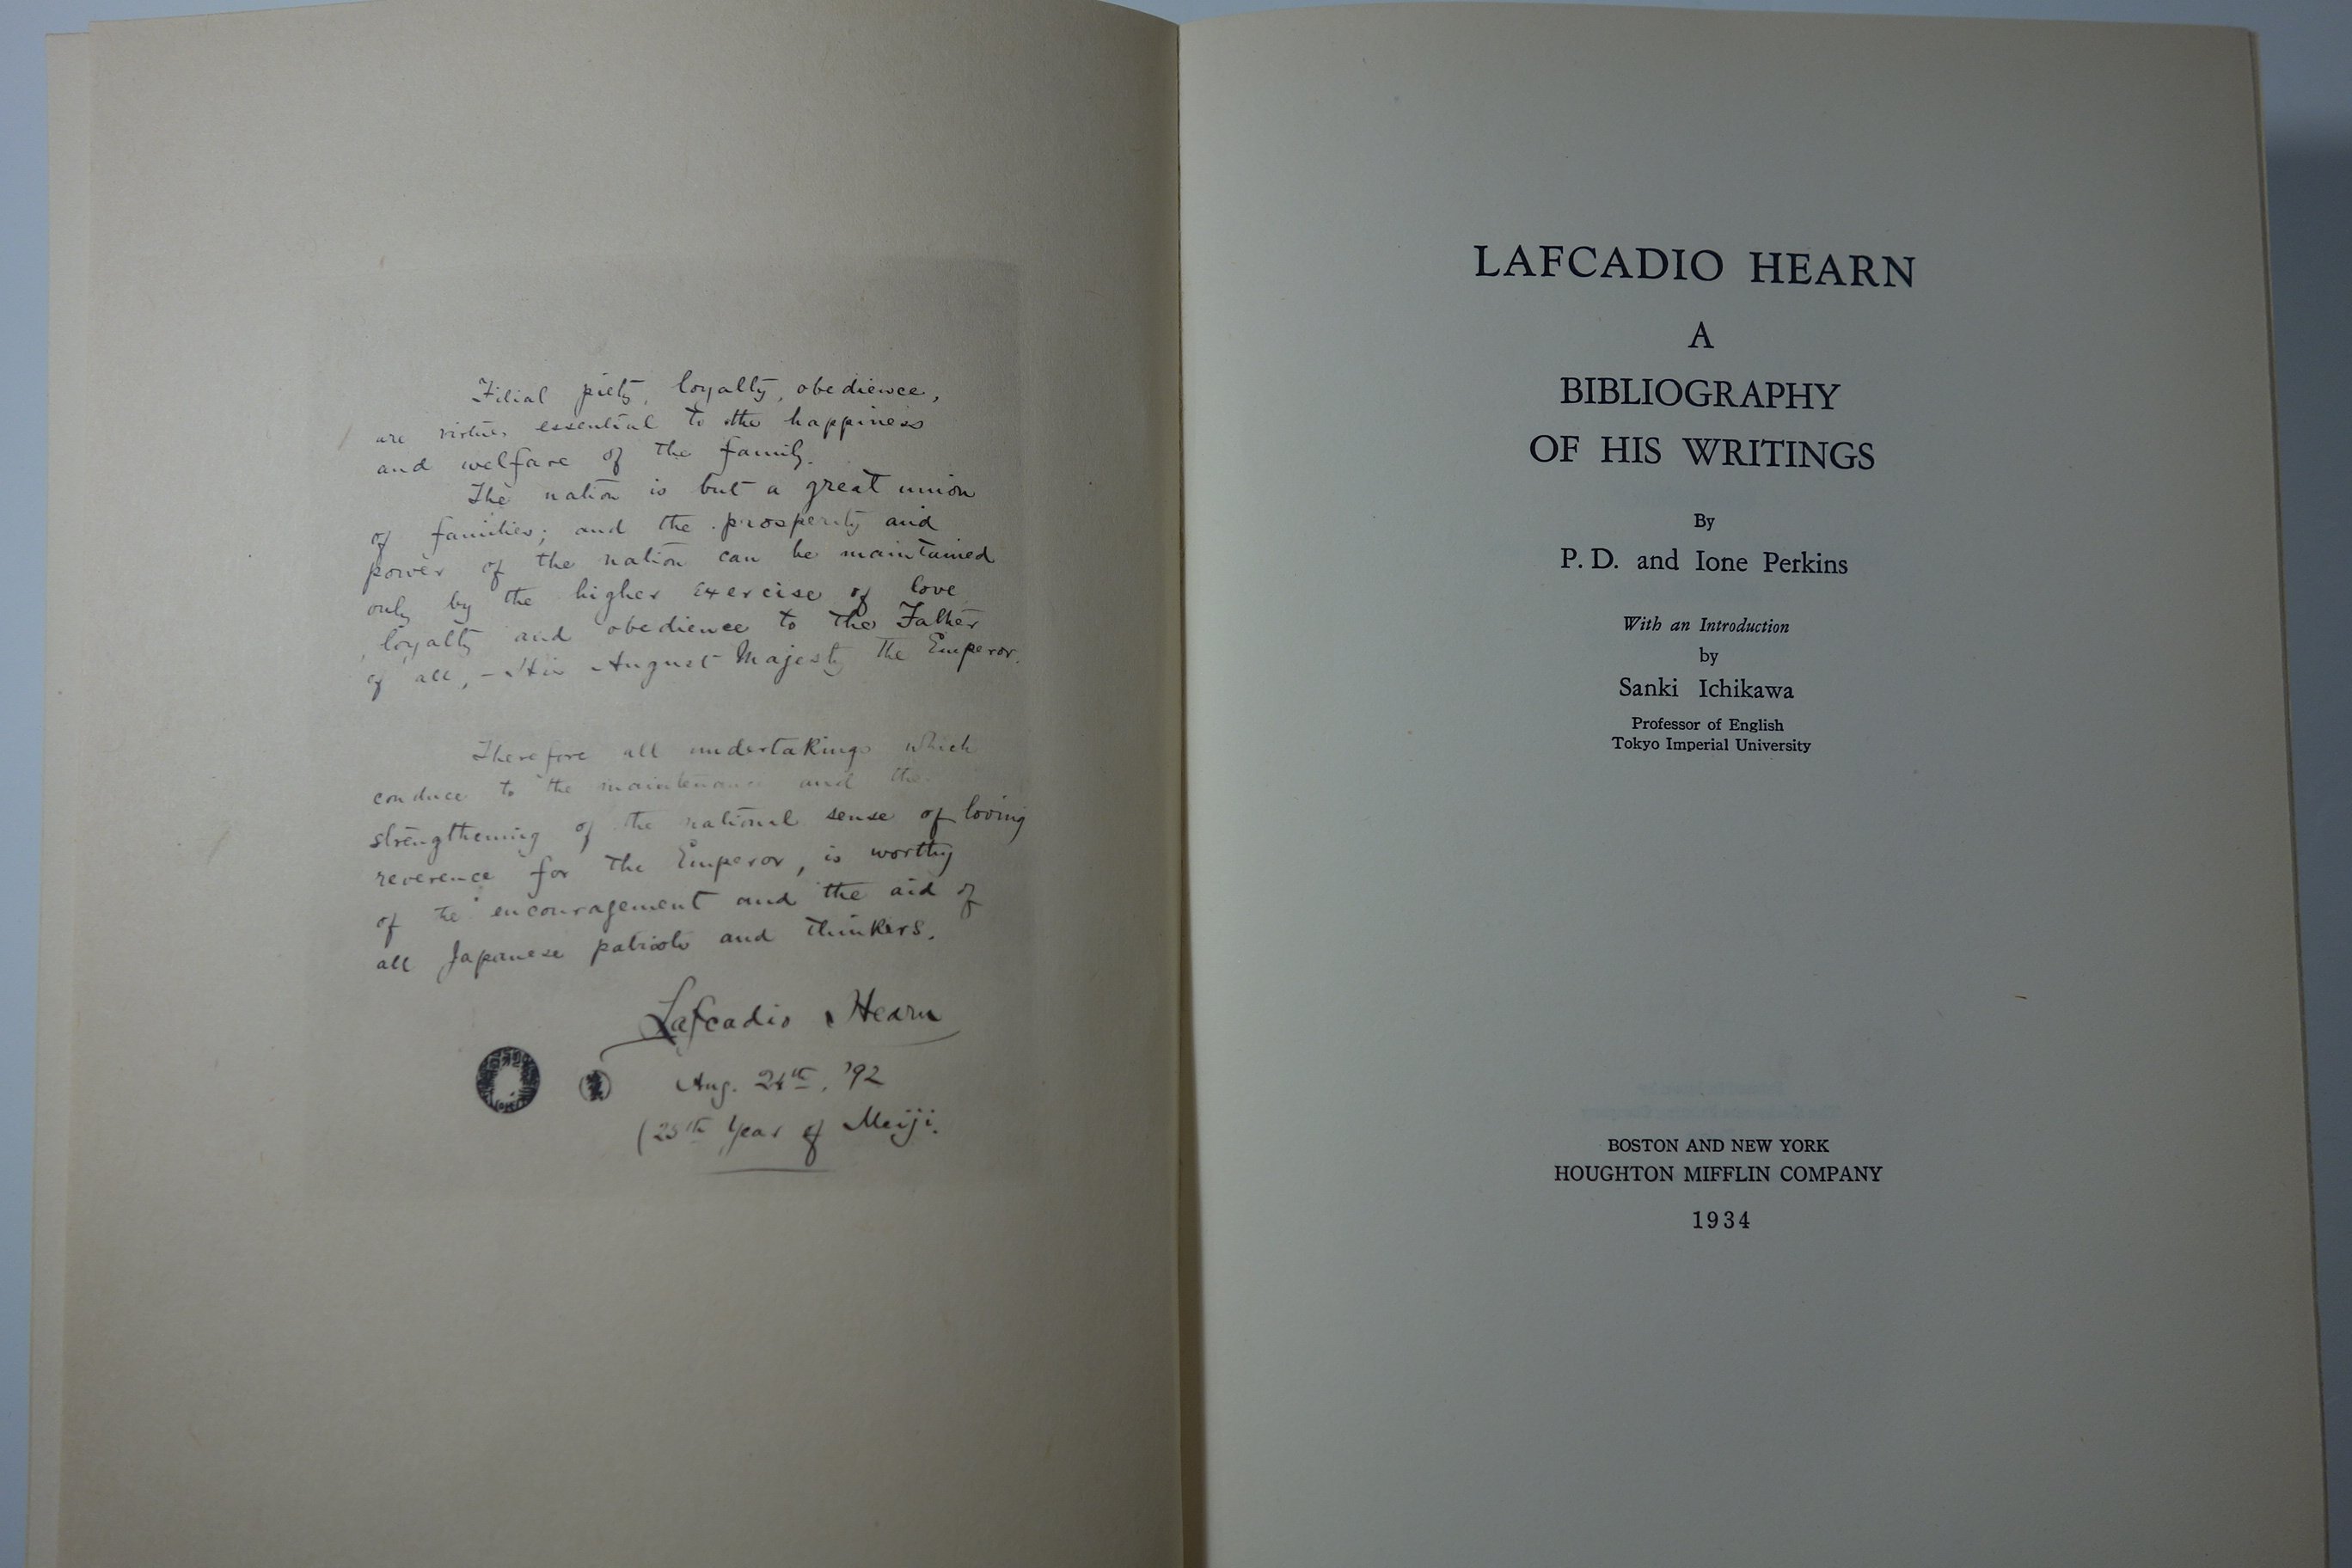 Filial piety, loyalty, obedience,
are virtues essential to the happiness
and welfare of the family.
The nation is but a great union
of families; and the prosperity and
power of the nation can be maintained
only by the higher exercise of love
loyalty and obedience to the Father
of all, - His August Majesty the Emperor.
Therefore all undertakings which
conduce to the maintenance and the
strengthening of the national sense of loving
reverence for the Emperor, is worthy
of the encouragement and the aid of
all Japanese patriots and thinkers.
Lafcadio Hearn
Aug. 24th, '92
(25th Year of Meiji.
LAFCADIO HEARN
A
BIBLIOGRAPHY
OF HIS WRITINGS
By
P. D. and Ione Perkins
With an Introduction
by
Sanki Ichikawa
Professor of English
Tokyo Imperial University
BOSTON AND NEW YORK
HOUGHTON MIFFLIN COMPANY
1934